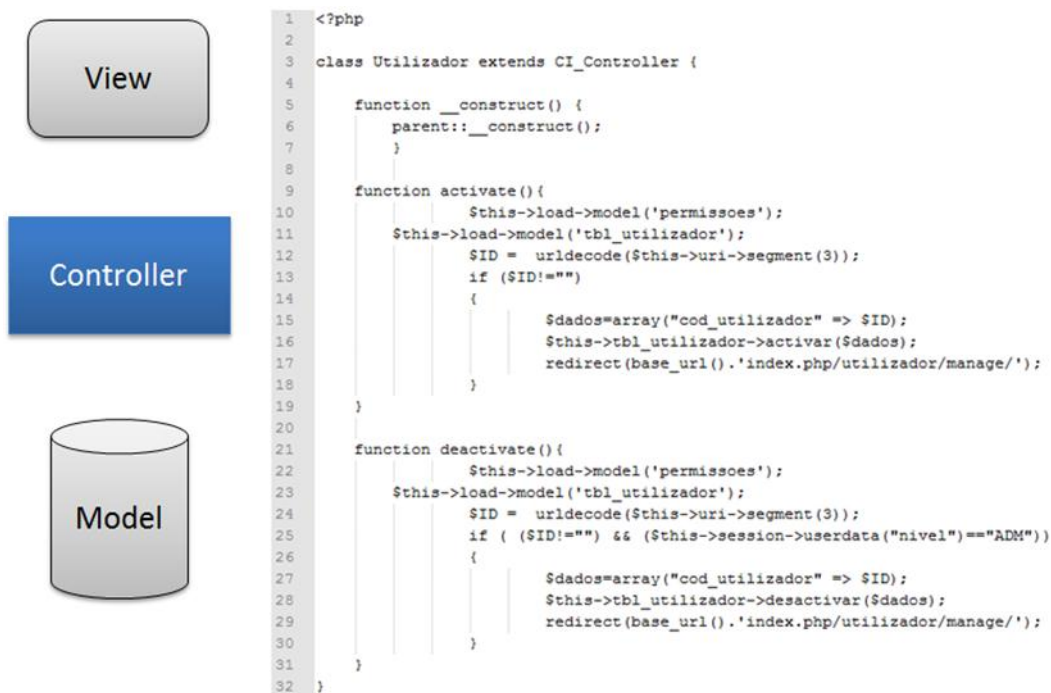 View
Controller
Model
1 <?php
2
3 class Utilizador extends CI_Controller {
4
5 function __construct() {
6 parent::__construct();
7 }
8
9 function activate(){
10 $this->load->model('permissoes');
11 $this->load->model('tbl_utilizador');
12 $ID = urldecode($this->uri->segment(3));
13 if ($ID!="")
14 {
15 $dados=array("cod_utilizador" => $ID);
16 $this->tbl_utilizador->activar($dados);
17 redirect(base_url().'index.php/utilizador/manage/');
18 }
19 }
20
21 function deactivate(){
22 $this->load->model('permissoes');
23 $this->load->model('tbl_utilizador');
24 $ID = urldecode($this->uri->segment(3));
25 if ( ($ID!="") && ($this->session->userdata("nivel")=="ADM"))
26 {
27 $dados=array("cod_utilizador" => $ID);
28 $this->tbl_utilizador->desactivar($dados);
29 redirect(base_url().'index.php/utilizador/manage/');
30 }
31 }
32 }